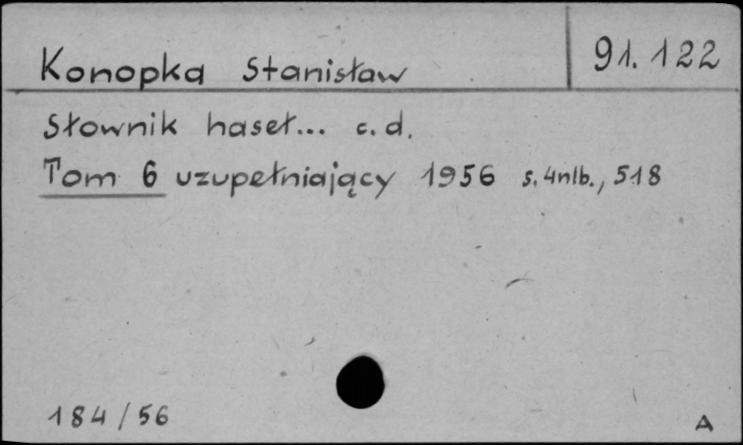 Konopka Stanisław 91.122
Słownik haseł... c.d.
Tom 6 uzupełniający 1956 s. 4nlb., 518
184/56 A